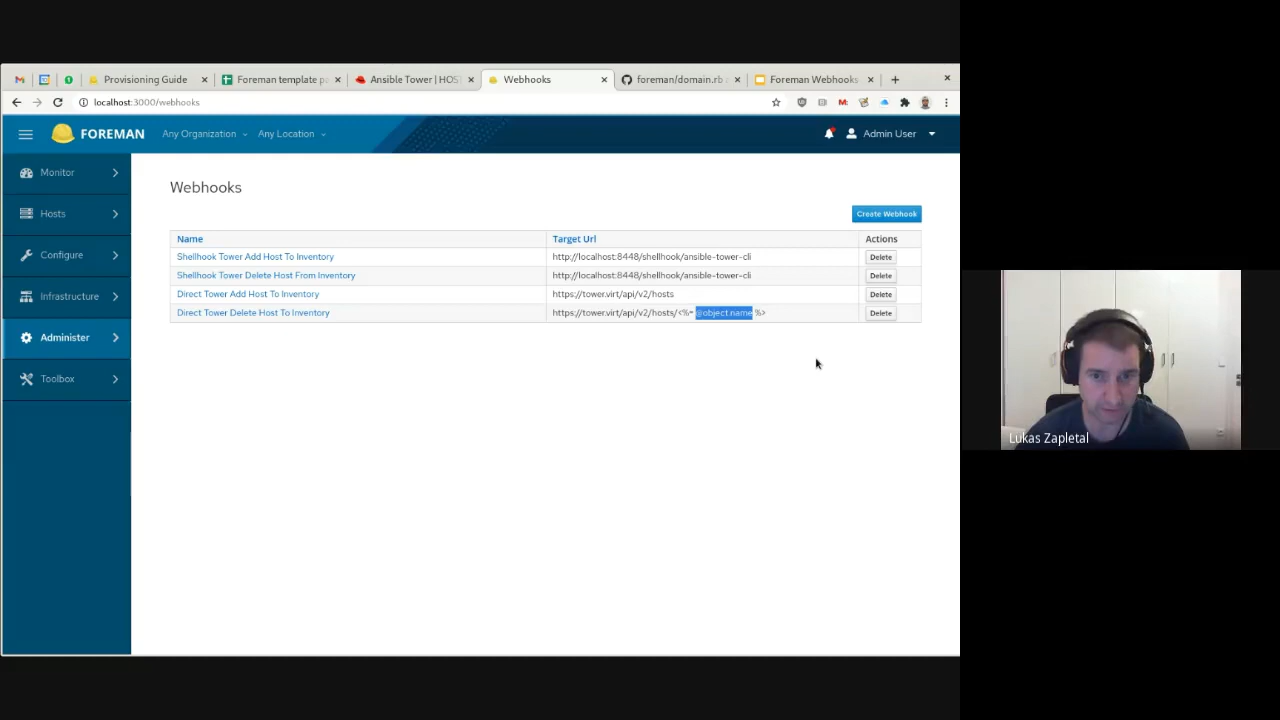 Provisioning Guide
Foreman template pa
Ansible Tower | HOS
Webhooks
foreman/domain.rb
Foreman Webhooks
localhost:3000/webhooks
FOREMAN
Any Organization
Any Location
Admin User
Monitor
Hosts
Configure
Infrastructure
Administer
Toolbox
Webhooks
Create Webhook
Name Target Url Actions
Shellhook Tower Add Host To Inventory http://localhost:8448/shellhook/ansible-tower-cli Delete
Shellhook Tower Delete Host From Inventory http://localhost:8448/shellhook/ansible-tower-cli Delete
Direct Tower Add Host To Inventory https://tower.virt/api/v2/hosts Delete
Direct Tower Delete Host To Inventory https://tower.virt/api/v2/hosts/<%= @object.name %> Delete
Lukas Zapletal